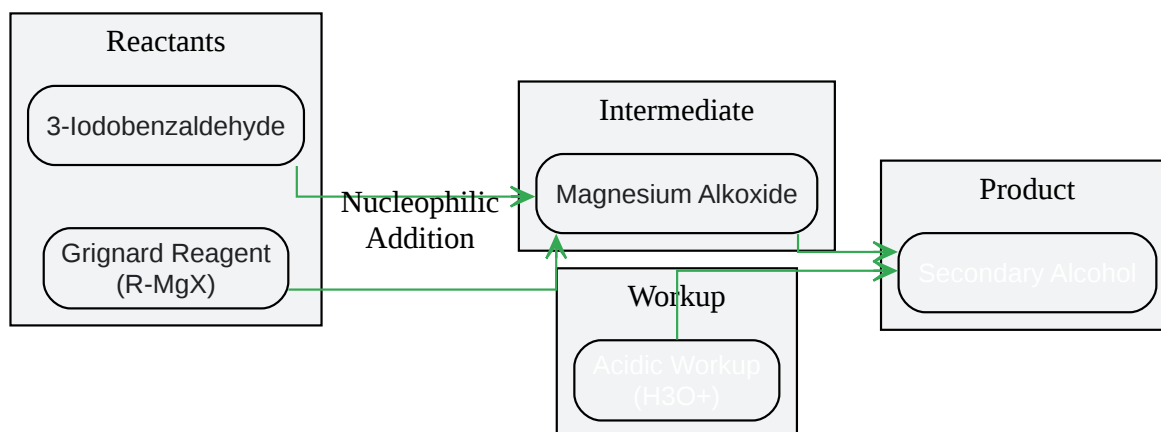 Reactants
3-Iodobenzaldehyde
Grignard Reagent
(R-MgX)
Nucleophilic
Addition
Intermediate
Magnesium Alkoxide
Workup
Acidic Workup
(H3O+)
Product
Secondary Alcohol